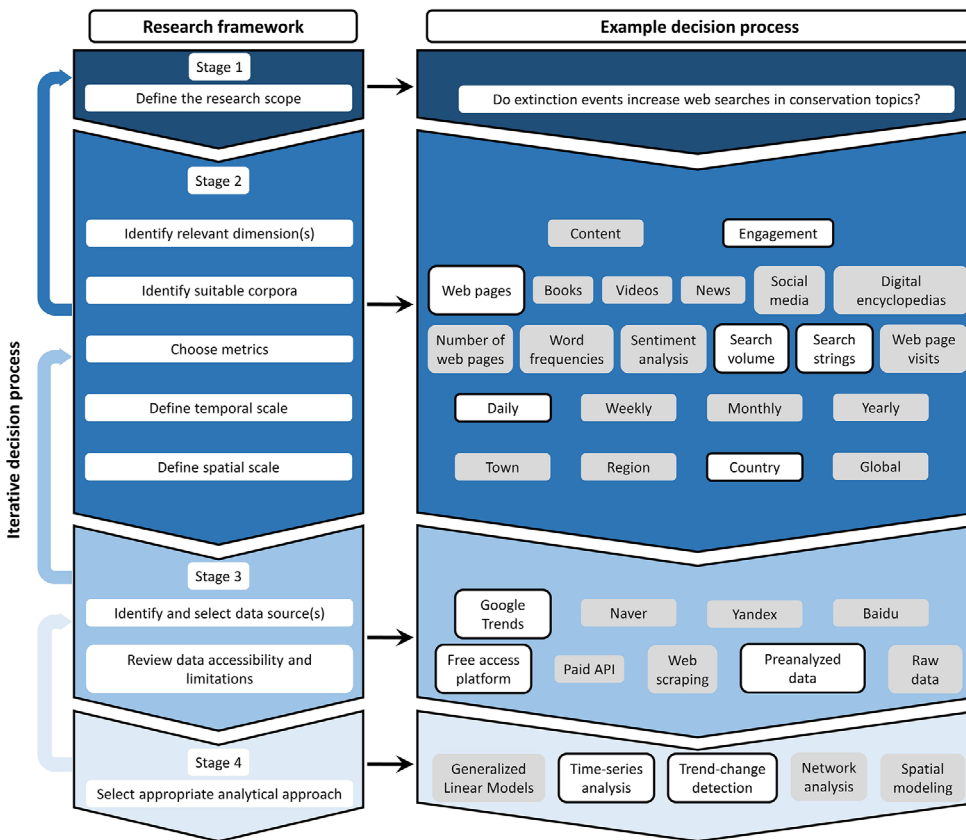 Research framework
Example decision process
Iterative decision process
Stage 1
Define the research scope
Do extinction events increase web searches in conservation topics?
Stage 2
Identify relevant dimension(s)
Content
Engagement
Identify suitable corpora
Web pages
Books
Videos
News
Social
media
Digital
encyclopedias
Choose metrics
Number of
web pages
Word
frequencies
Sentiment
analysis
Search
volume
Search
strings
Web page
visits
Define temporal scale
Daily
Weekly
Monthly
Yearly
Define spatial scale
Town
Region
Country
Global
Stage 3
Identify and select data source(s)
Google
Trends
Naver
Yandex
Baidu
Review data accessibility and
limitations
Free access
platform
Paid API
Web
scraping
Preanalyzed
data
Raw
data
Stage 4
Select appropriate analytical approach
Generalized
Linear Models
Time-series
analysis
Trend-change
detection
Network
analysis
Spatial
modeling